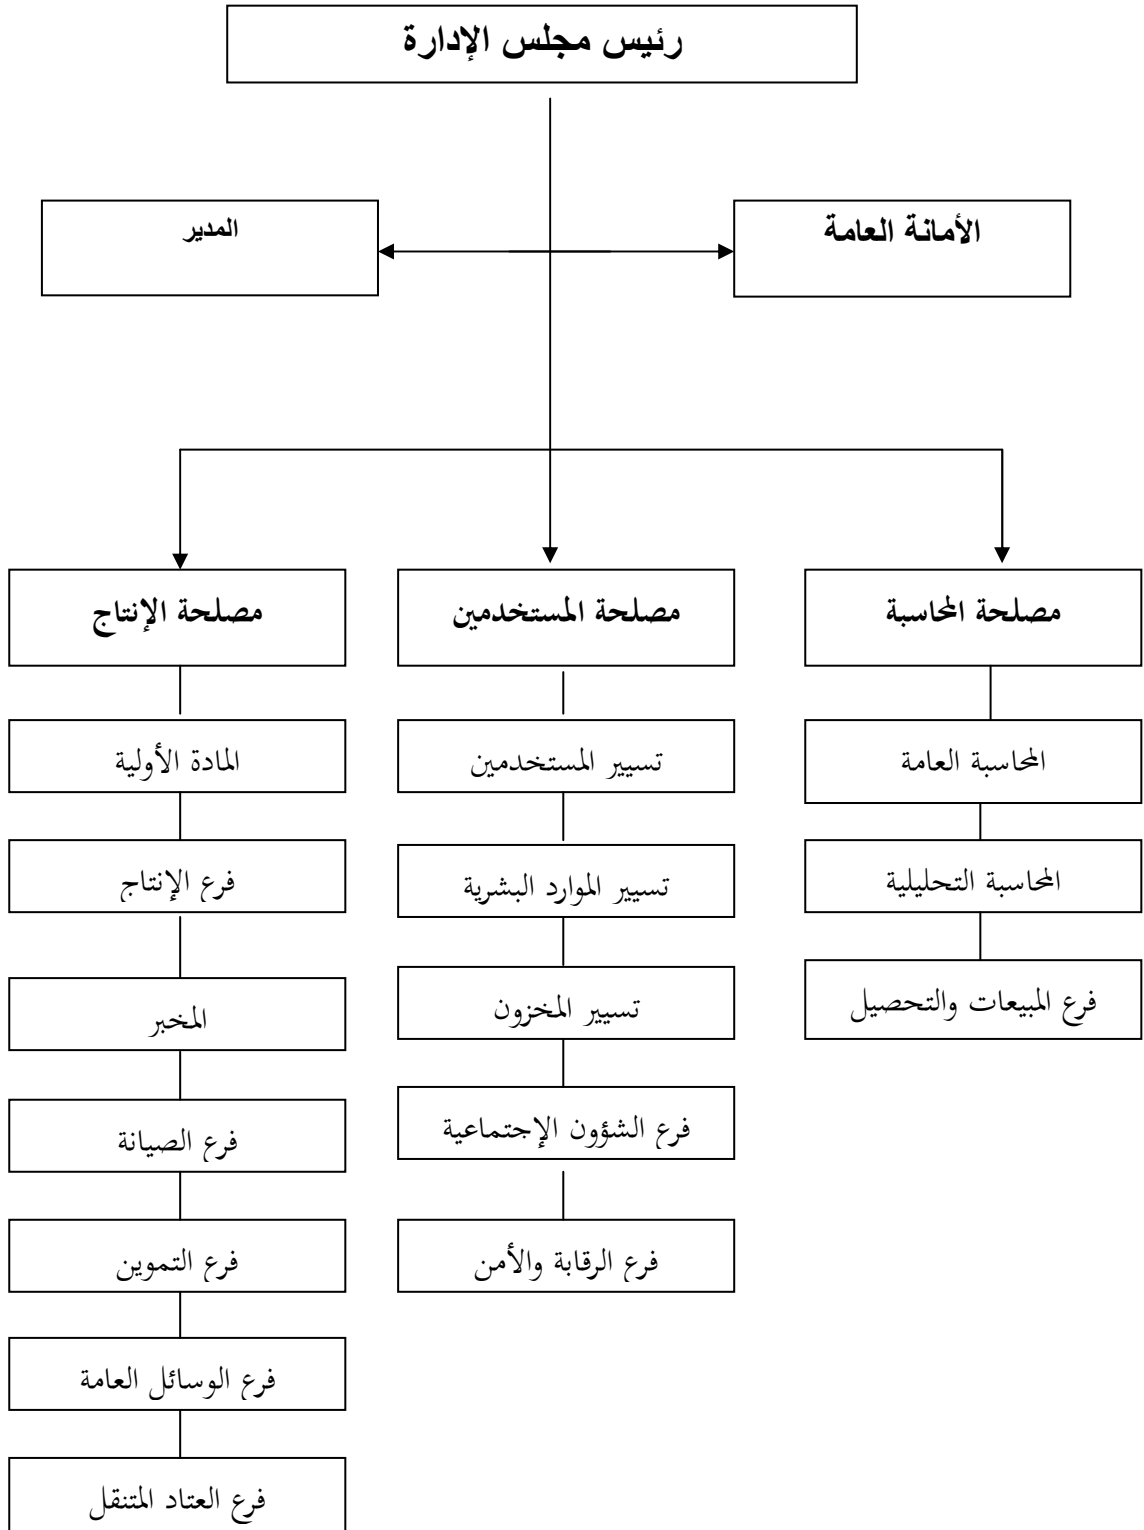 رئيس مجلس الإدارة
الأمانة العامة
المدير
مصلحة المحاسبة
مصلحة المستخدمين
مصلحة الإنتاج
المحاسبة العامة
تسيير المستخدمين
المادة الأولية
المحاسبة التحليلية
تسيير الموارد البشرية
فرع الإنتاج
فرع المبيعات والتحصيل
تسيير المخزون
المخبر
فرع الشؤون الإجتماعية
فرع الصيانة
فرع الرقابة والأمن
فرع التموين
فرع الوسائل العامة
فرع العتاد المتنقل